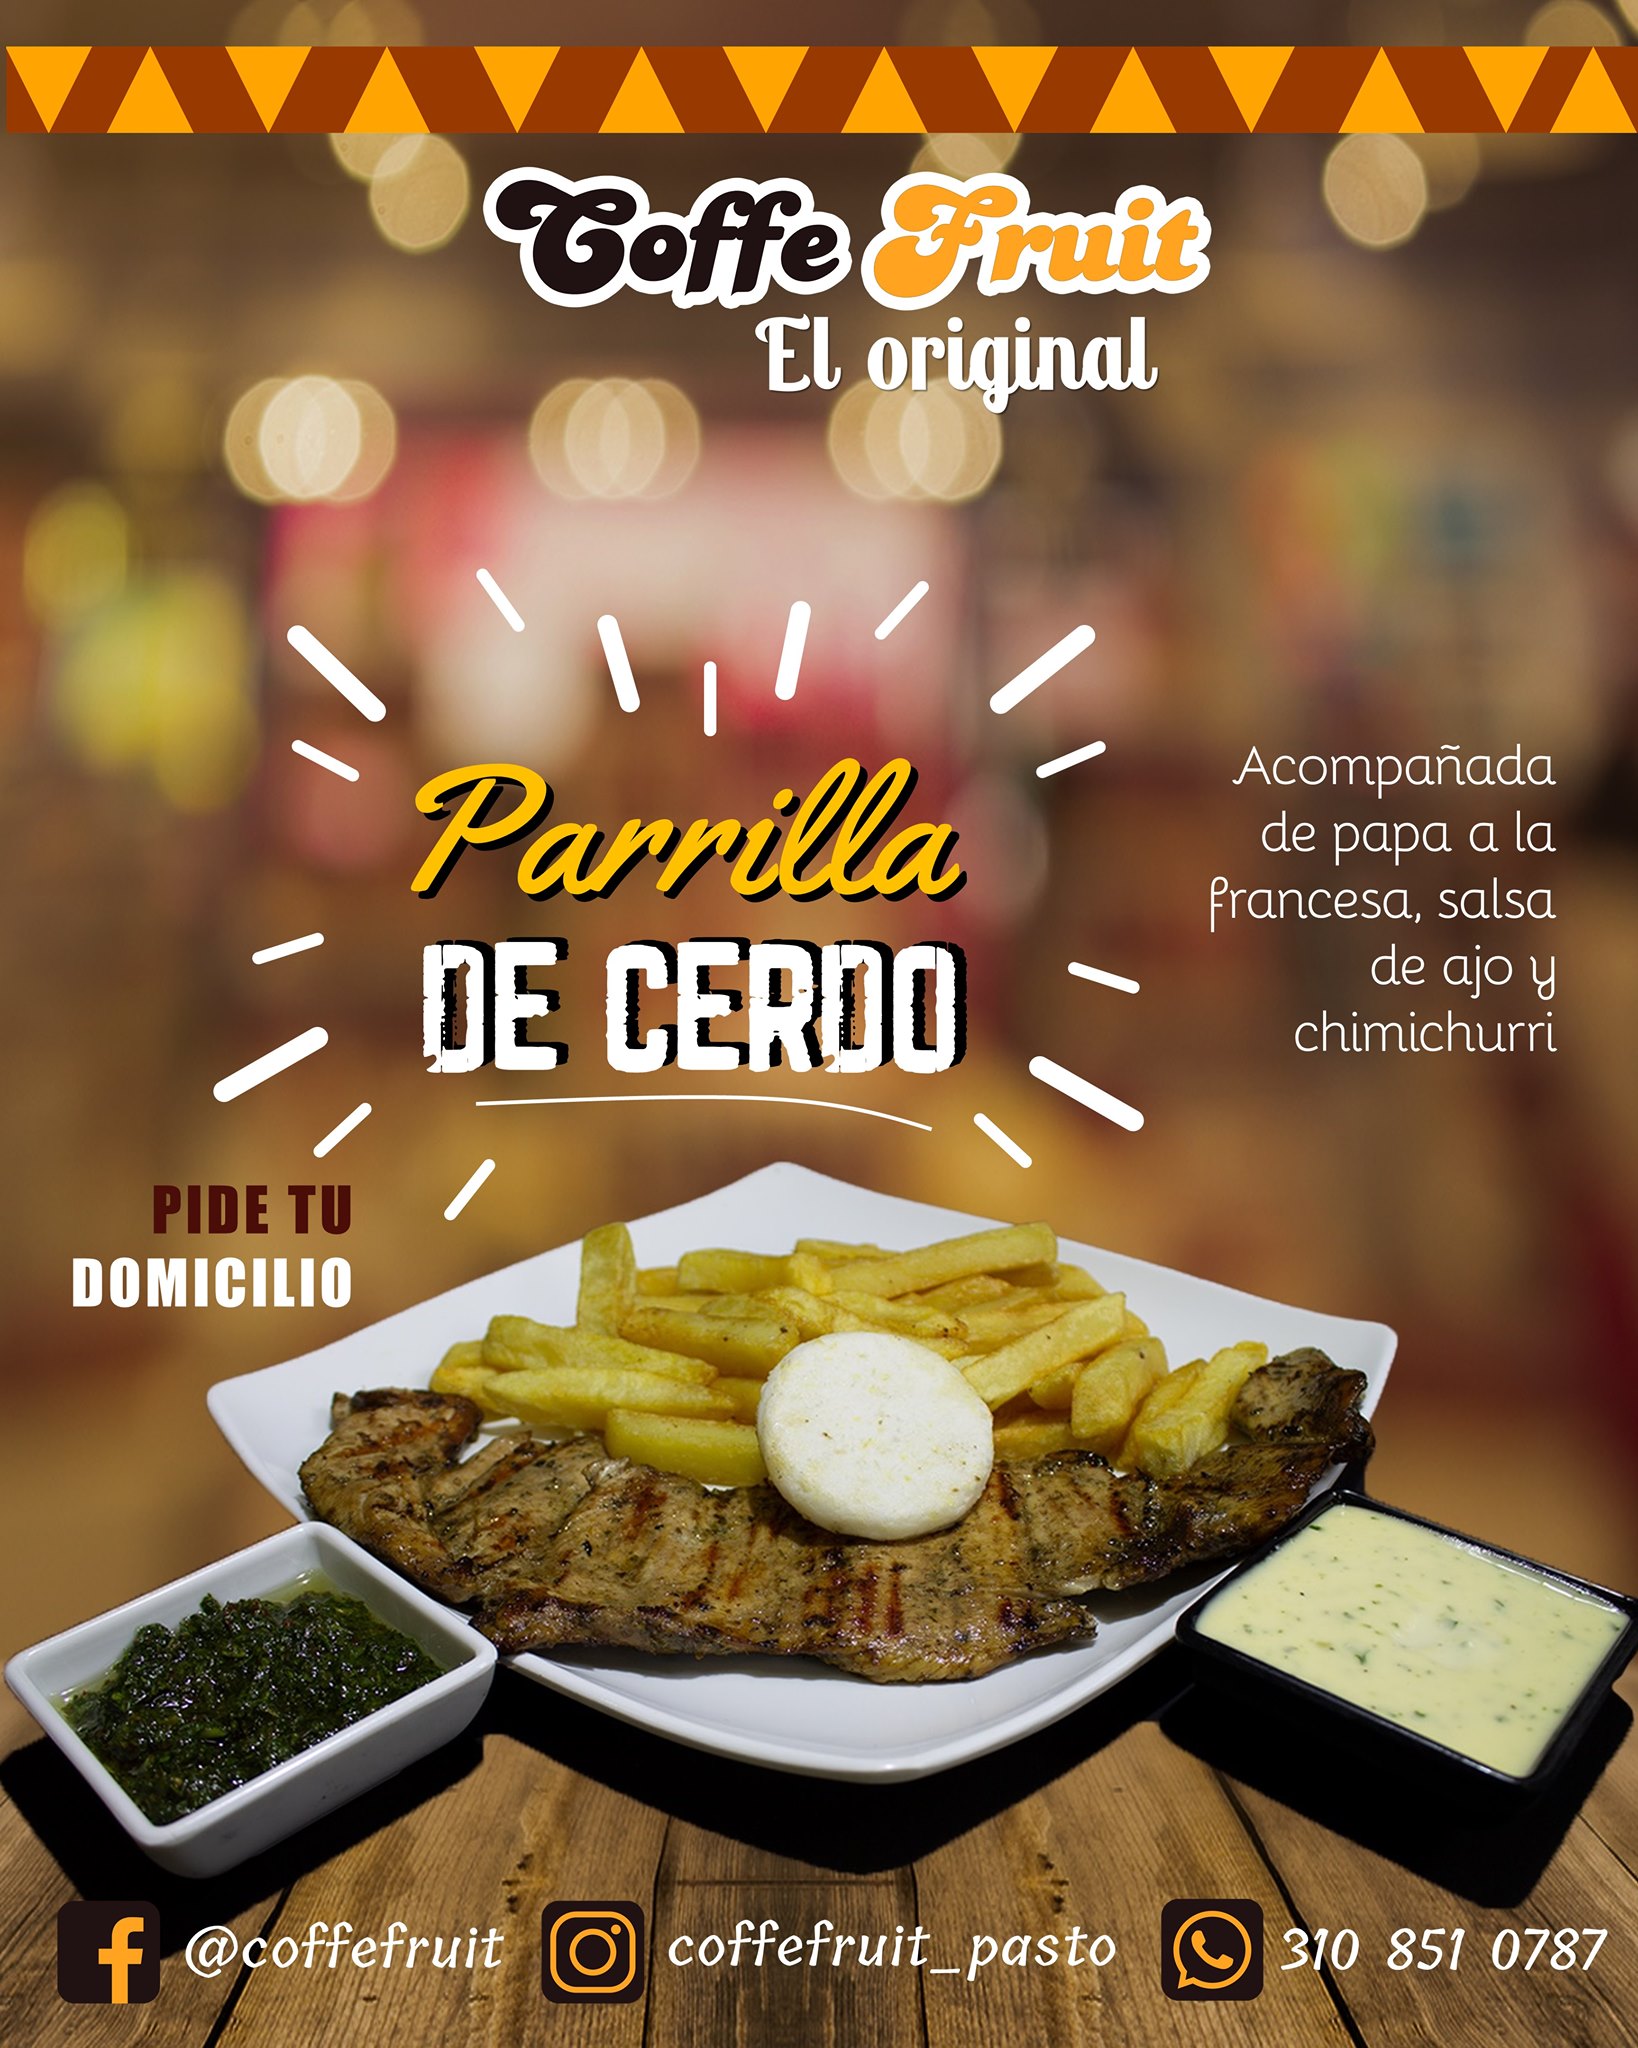 Coffe Fruit
El original
Parrilla
DE CERDO
Acompañada
de papa a la
francesa, salsa
de ajo y
chimichurri
PIDE TU
DOMICILIO
@coffefruit
coffefruit_pasto
310 851 0787